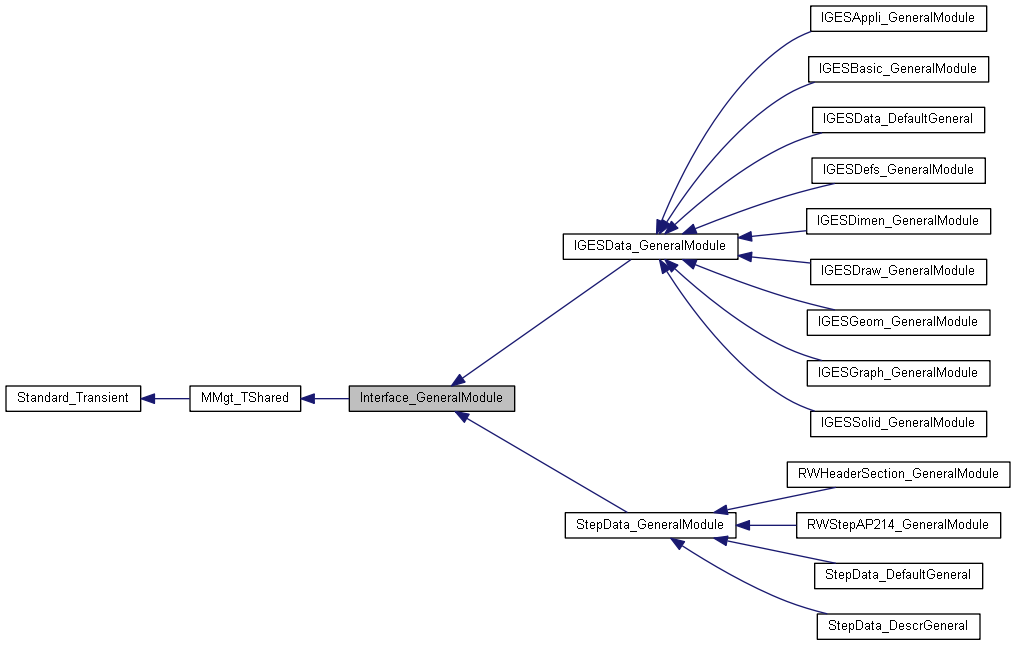 IGESAppli_GeneralModule
IGESBasic_GeneralModule
IGESData_DefaultGeneral
IGESDefs_GeneralModule
IGESDimen_GeneralModule
IGESData_GeneralModule
IGESDraw_GeneralModule
IGESGeom_GeneralModule
IGESGraph_GeneralModule
Standard_Transient
MMgt_TShared
Interface_GeneralModule
IGESSolid_GeneralModule
RWHeaderSection_GeneralModule
StepData_GeneralModule
RWStepAP214_GeneralModule
StepData_DefaultGeneral
StepData_DescrGeneral